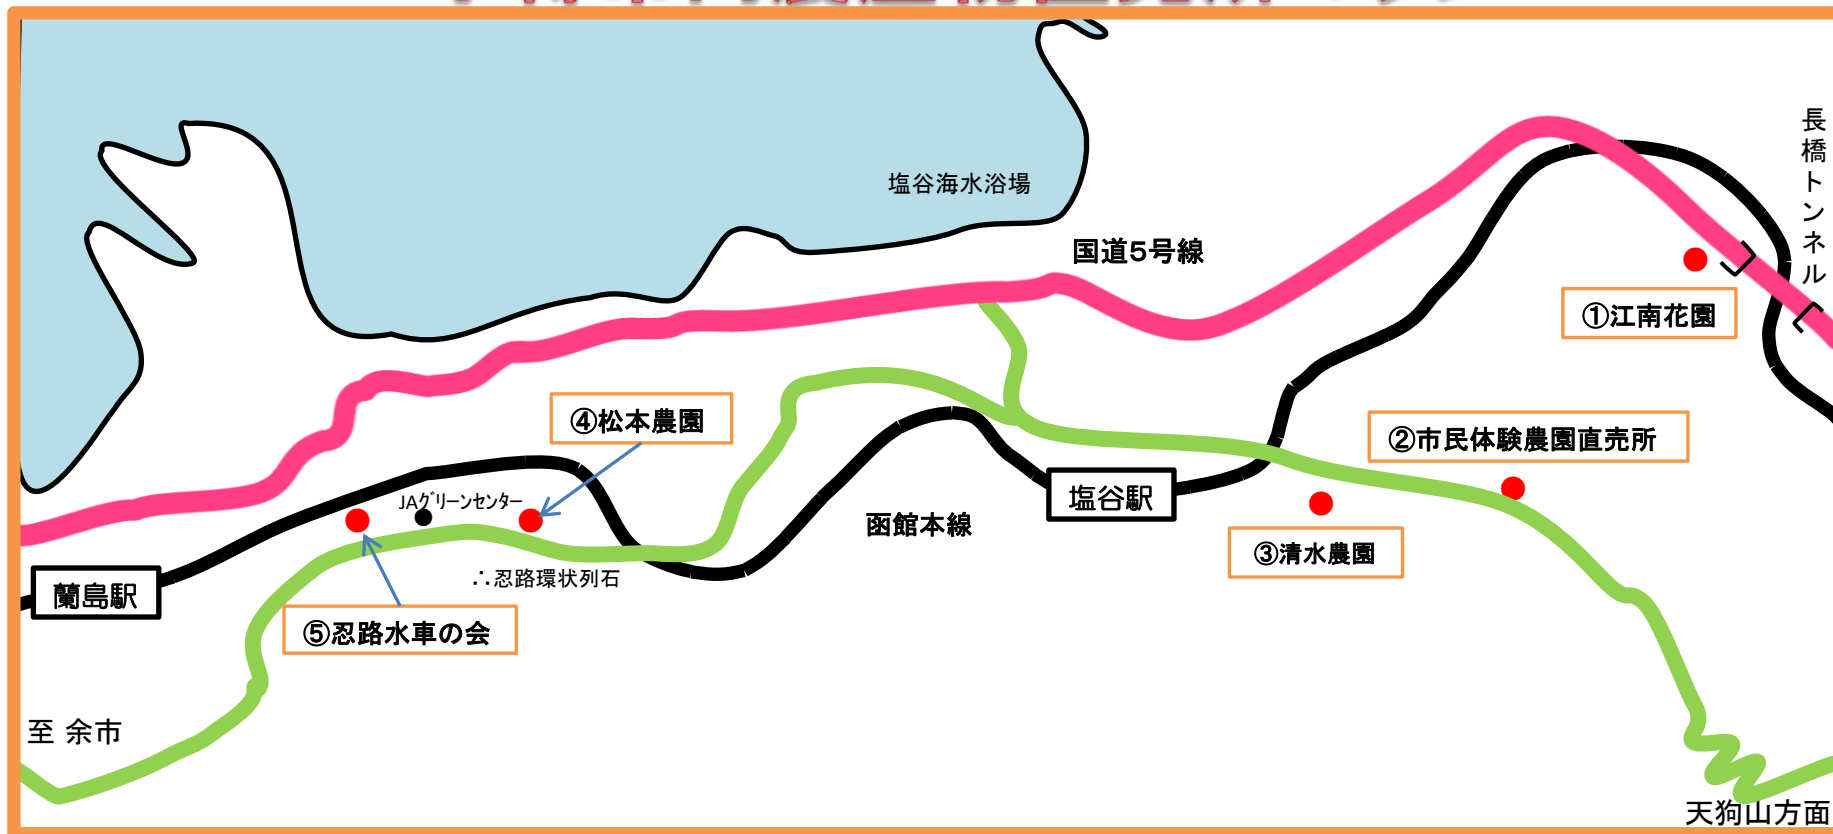 長橋トンネル
塩谷海水浴場
国道5号線
①江南花園
④松本農園
②市民体験農園直売所
JAグリーンセンター
塩谷駅
函館本線
③清水農園
∴忍路環状列石
蘭島駅
⑤忍路水車の会
至 余市
天狗山方面